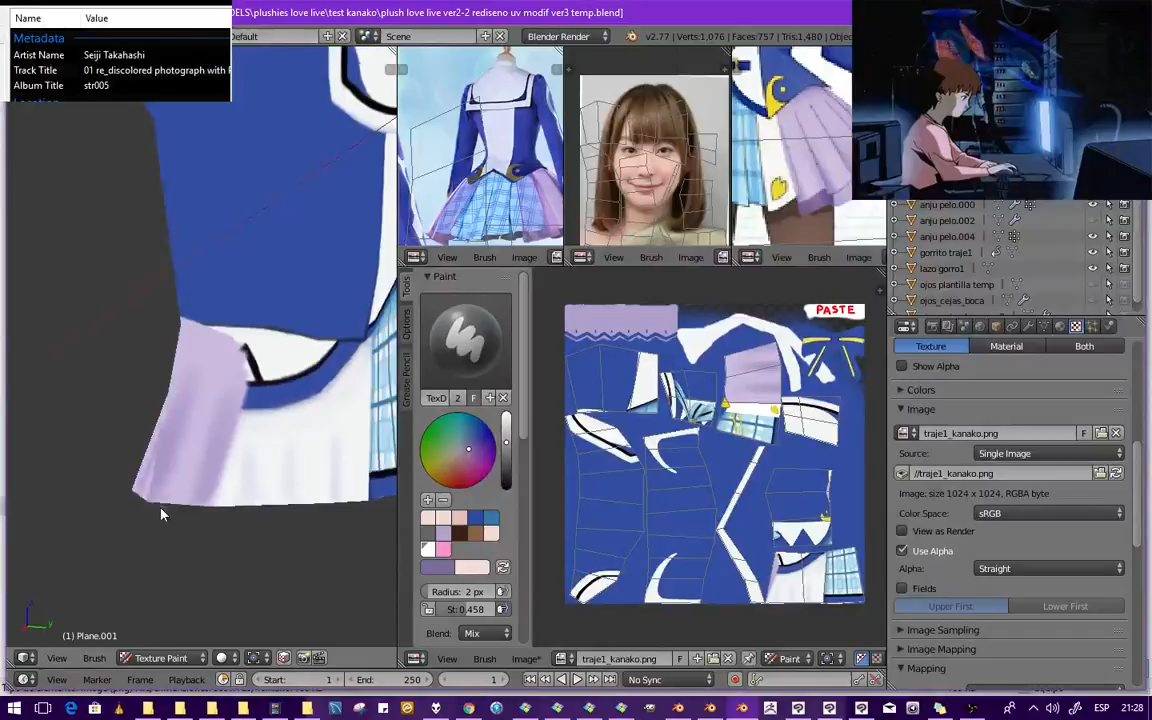 DELS\plushies love live\test kanako\plush love live ver2-2 rediseno uv modif ver3 temp.blend]
Name Value
Metadata
Artist Name Seiji Takahashi
Track Title 01 re_discolored photograph with
Album Title str005
Default Scene Blender Render v2.77 | Verts:1,076 | Faces:757 | Tris:1,480 | Objec
View Brush Image
View Brush Image
View Brush Image
anju pelo.000
anju pelo.002
anju pelo.004
gorrito traje1
lazo gorro1
ojos plantilla temp
ojos_cejas_boca
Tools
Options
Grease Pencil
Paint
TexD 2 F
Radius: 2 px
St: 0.458
Blend: Mix
PASTE
Texture Material Both
Show Alpha
Colors
Image
traje1_kanako.png F
Source: Single Image
//traje1_kanako.png
Image: size 1024 x 1024, RGBA byte
Color Space: sRGB
View as Render
Use Alpha
Alpha: Straight
Fields
Upper First Lower First
Image Sampling
Image Mapping
Mapping
(1) Plane.001
View Brush Texture Paint
View Brush Image* traje1_kanako.png F Paint
View Marker Frame Playback Start: 1 End: 250 1 No Sync
ESP 21:28